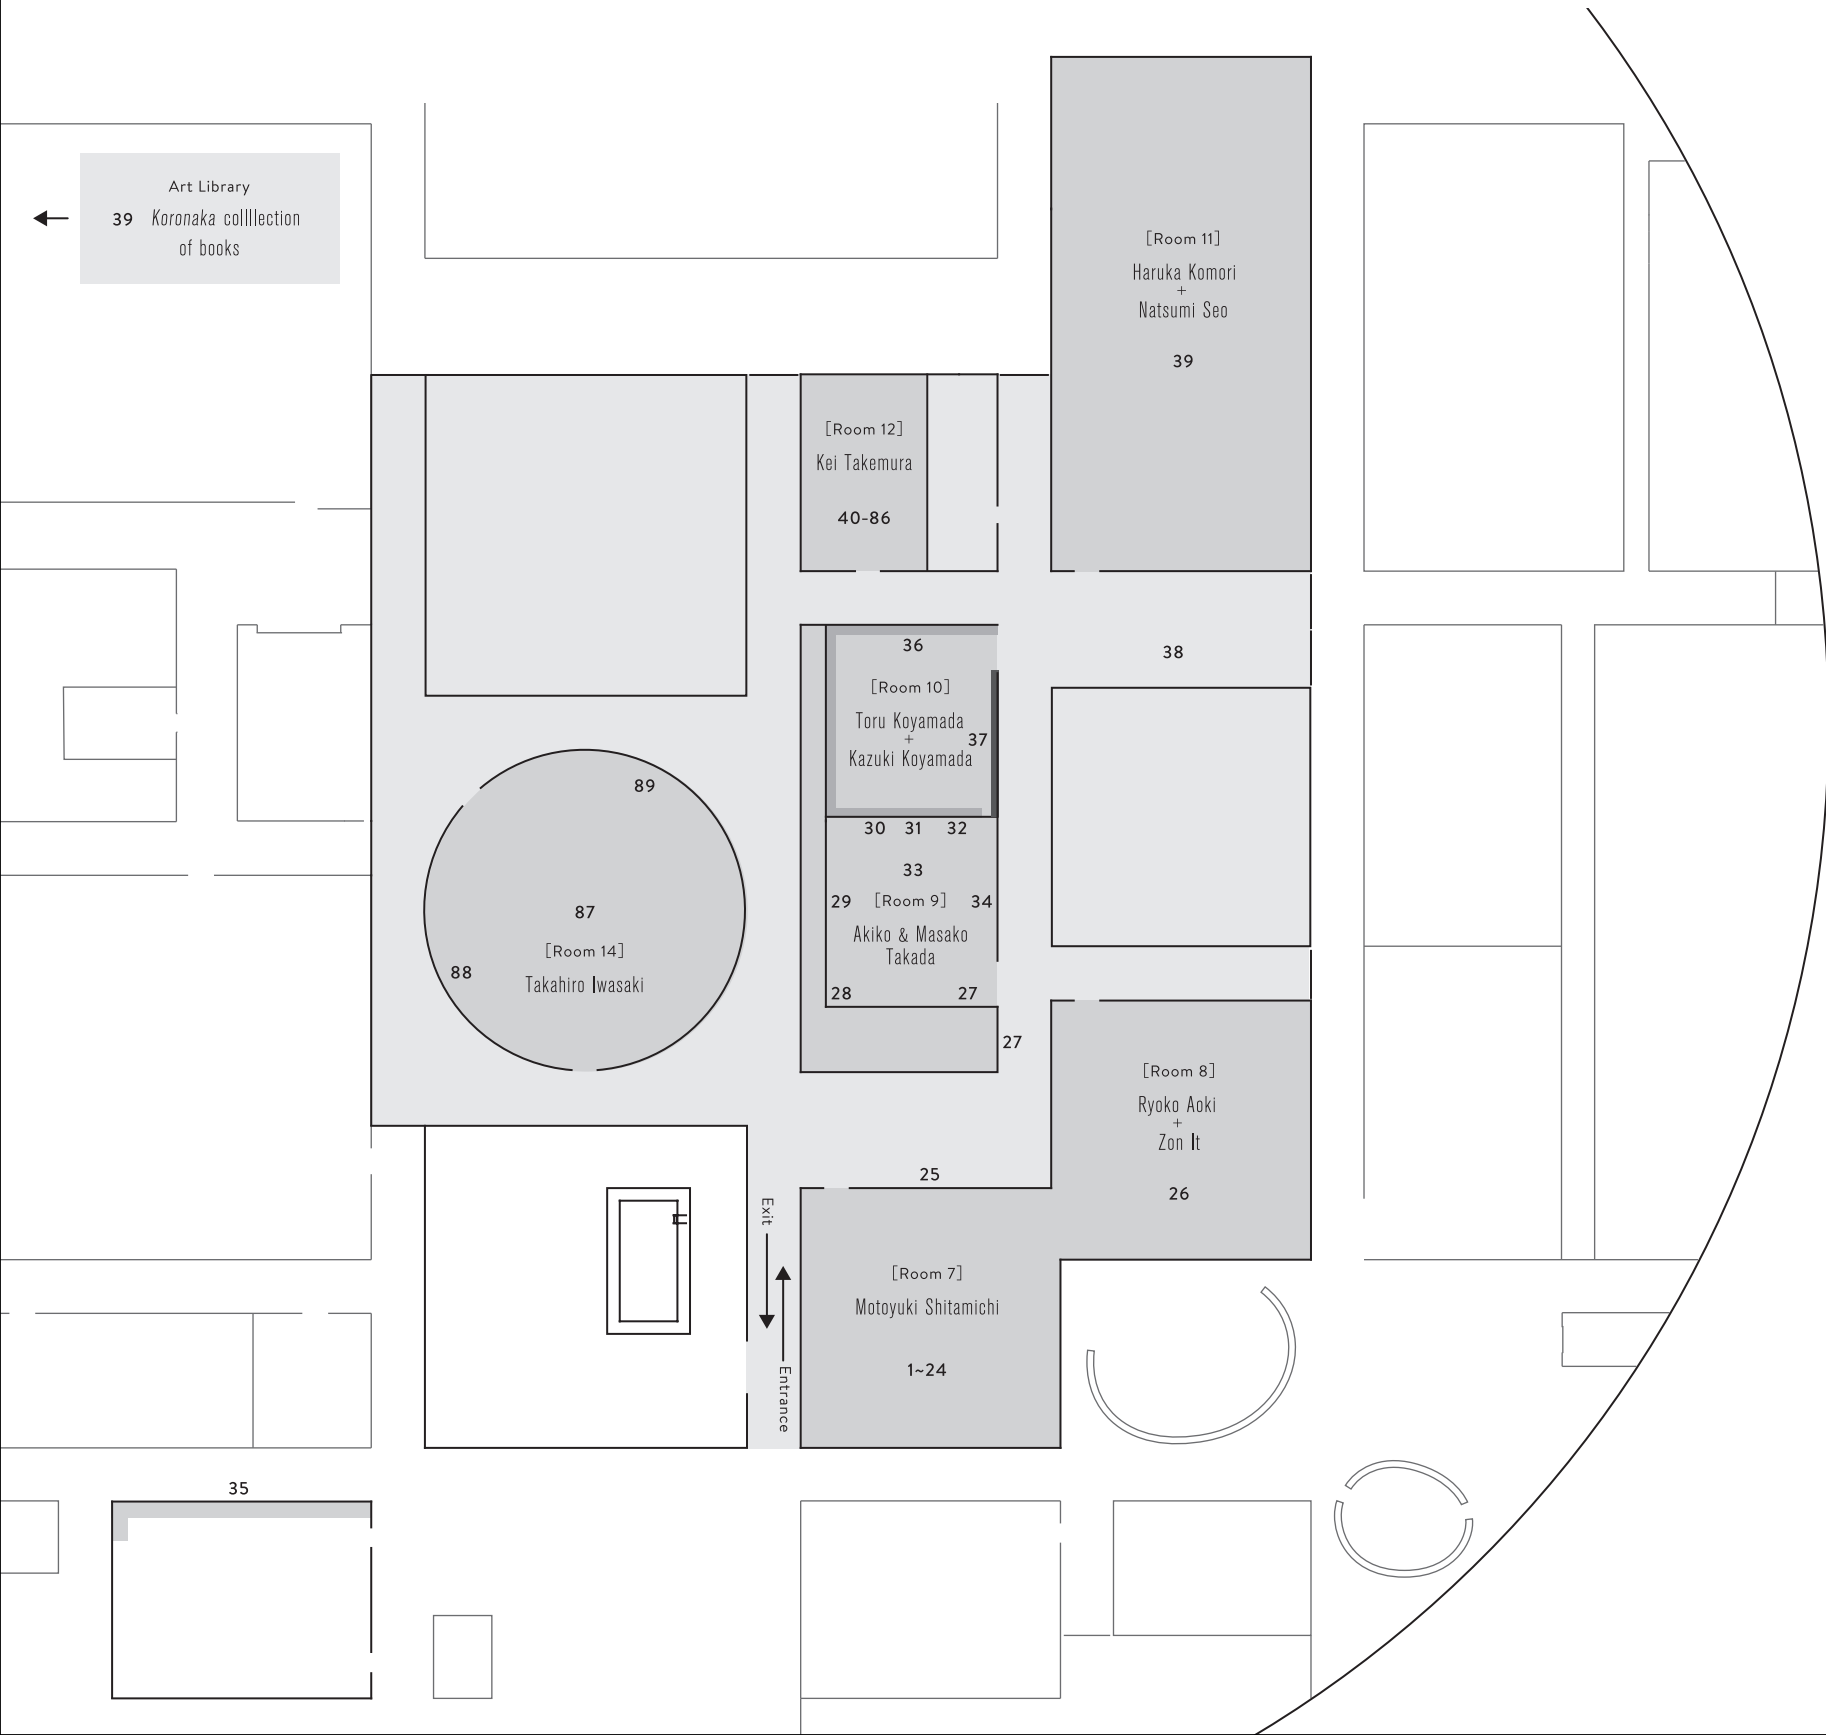 Art Library
39 Koronaka colllllection
of books
[Room 11]
Haruka Komori
+
Natsumi Seo
39
[Room 12]
Kei Takemura
40-86
36
[Room 10]
Toru Koyamada
+
Kazuki Koyamada
37
38
30 31 32
33
29 [Room 9] 34
Akiko & Masako
Takada
28 27
27
89
87
[Room 14]
88
Takahiro Iwasaki
[Room 8]
Ryoko Aoki
+
Zon It
26
25
Exit
Entrance
[Room 7]
Motoyuki Shitamichi
1~24
35